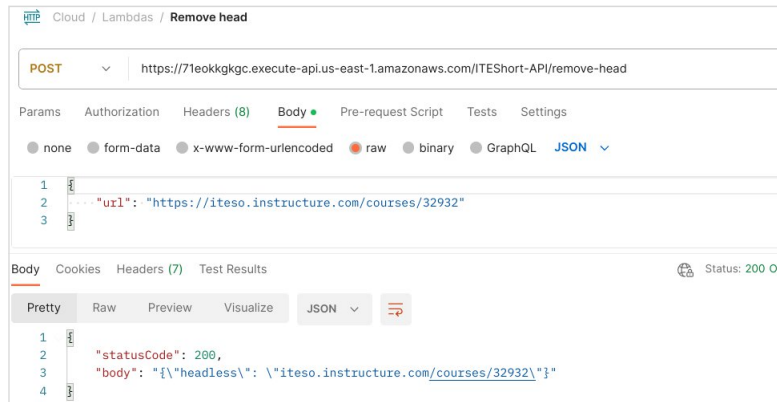 HTTP Cloud / Lambdas / Remove head
POST https://71eokkgkgc.execute-api.us-east-1.amazonaws.com/ITEShort-API/remove-head
Params Authorization Headers (8) Body Pre-request Script Tests Settings
none form-data x-www-form-urlencoded raw binary GraphQL JSON
1 {
2 "url": "https://iteso.instructure.com/courses/32932"
3 }
Body Cookies Headers (7) Test Results Status: 200 O
Pretty Raw Preview Visualize JSON
1 {
2 "statusCode": 200,
3 "body": "{\"headless\": \"iteso.instructure.com/courses/32932\"}"
4 }